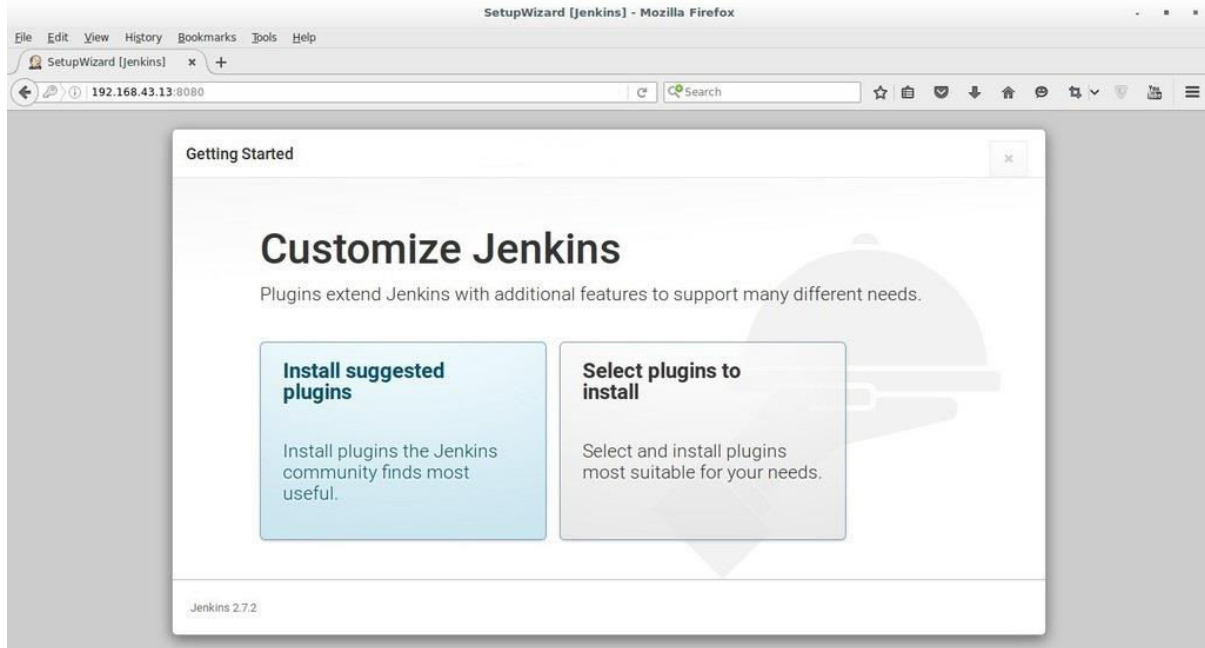 SetupWizard [Jenkins] - Mozilla Firefox
File Edit View History Bookmarks Tools Help
SetupWizard [Jenkins]
192.168.43.13:8080
Search
Getting Started
Customize Jenkins
Plugins extend Jenkins with additional features to support many different needs.
Install suggested
plugins
Install plugins the Jenkins
community finds most
useful.
Select plugins to
install
Select and install plugins
most suitable for your needs.
Jenkins 2.7.2